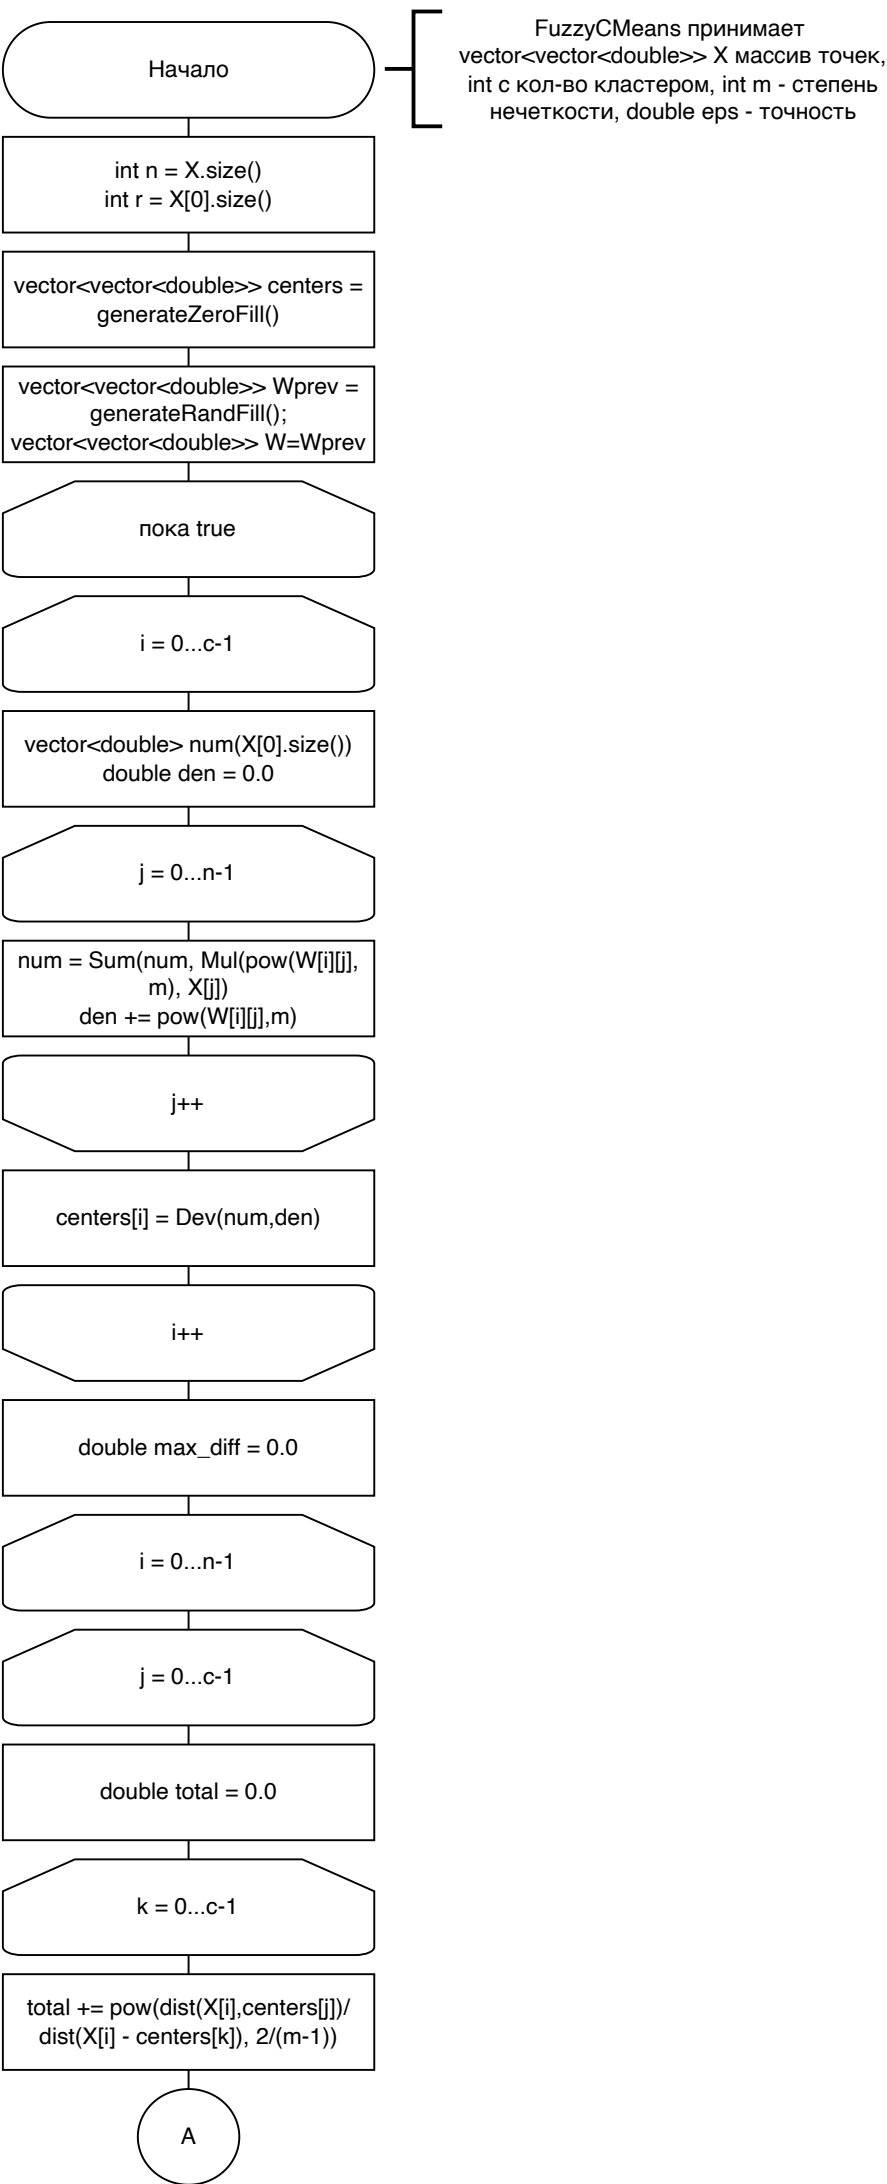 Начало
FuzzyCMeans принимает
vector<vector<double>> X массив точек,
int c кол-во кластером, int m - степень
нечеткости, double eps - точность
int n = X.size()
int r = X[0].size()
vector<vector<double>> centers =
generateZeroFill()
vector<vector<double>> Wprev =
generateRandFill();
vector<vector<double>> W=Wprev
пока true
i = 0...c-1
vector<double> num(X[0].size())
double den = 0.0
j = 0...n-1
num = Sum(num, Mul(pow(W[i][j],
m), X[j])
den += pow(W[i][j],m)
j++
centers[i] = Dev(num,den)
i++
double max_diff = 0.0
i = 0...n-1
j = 0...c-1
double total = 0.0
k = 0...c-1
total += pow(dist(X[i],centers[j])/
dist(X[i] - centers[k]), 2/(m-1))
A